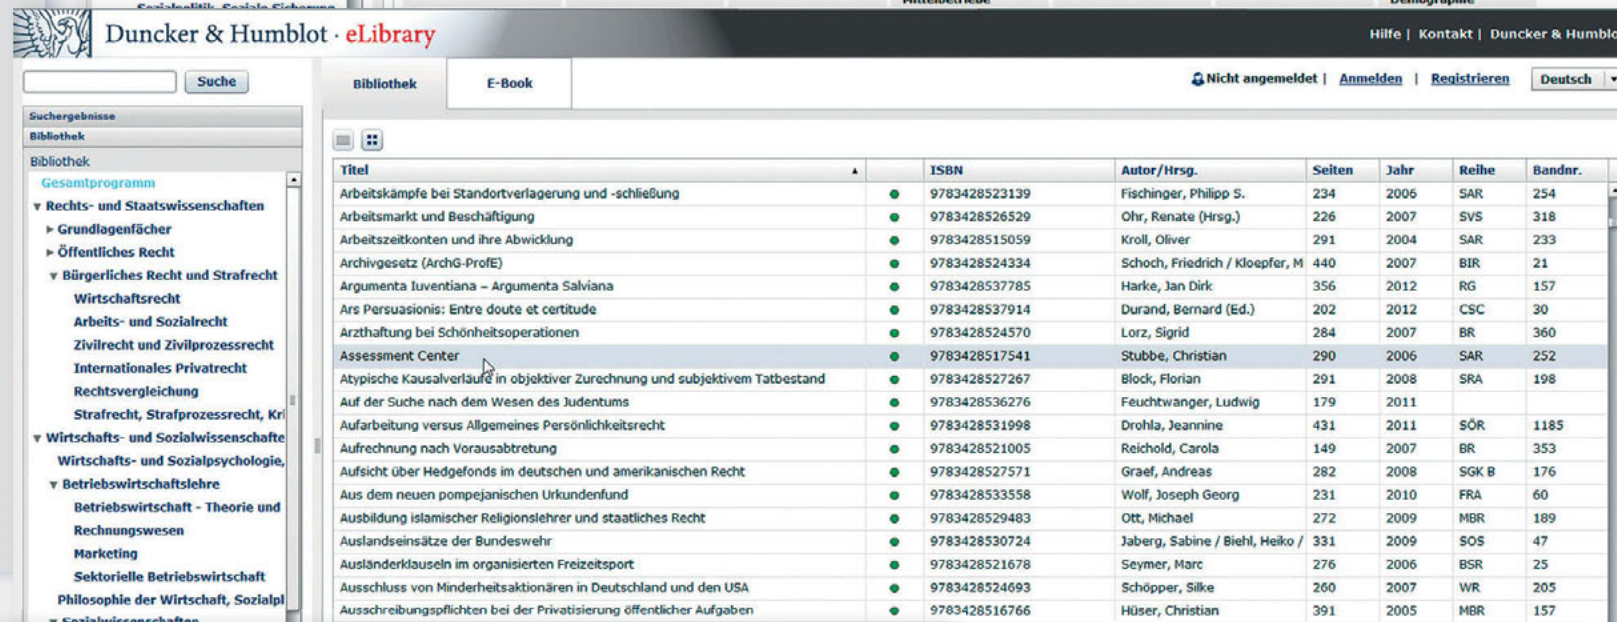 Sozialpolitik, Soziale Sicherung
Mittelbetriebe
Demographie
Duncker & Humblot · eLibrary
Hilfe | Kontakt | Duncker & Humblo
Suche
Bibliothek
E-Book
Nicht angemeldet | Anmelden | Registrieren
Deutsch
Suchergebnisse
Bibliothek
Bibliothek
Gesamtprogramm
Rechts- und Staatswissenschaften
Grundlagenfächer
Öffentliches Recht
Bürgerliches Recht und Strafrecht
Wirtschaftsrecht
Arbeits- und Sozialrecht
Zivilrecht und Zivilprozessrecht
Internationales Privatrecht
Rechtsvergleichung
Strafrecht, Strafprozessrecht, Kri
Wirtschafts- und Sozialwissenschafte
Wirtschafts- und Sozialpsychologie,
Betriebswirtschaftslehre
Betriebswirtschaft - Theorie und
Rechnungswesen
Marketing
Sektorielle Betriebswirtschaft
Philosophie der Wirtschaft, Sozialpl
Sozialwissenschaften
Titel ISBN Autor/Hrsg. Seiten Jahr Reihe Bandnr.
Arbeitskämpfe bei Standortverlagerung und -schließung 9783428523139 Fischinger, Philipp S. 234 2006 SAR 254
Arbeitsmarkt und Beschäftigung 9783428526529 Ohr, Renate (Hrsg.) 226 2007 SVS 318
Arbeitszeitkonten und ihre Abwicklung 9783428515059 Kroll, Oliver 291 2004 SAR 233
Archivgesetz (ArchG-ProfE) 9783428524334 Schoch, Friedrich / Kloepfer, M 440 2007 BIR 21
Argumenta Iuventiana – Argumenta Salviana 9783428537785 Harke, Jan Dirk 356 2012 RG 157
Ars Persuasionis: Entre doute et certitude 9783428537914 Durand, Bernard (Ed.) 202 2012 CSC 30
Arzthaftung bei Schönheitsoperationen 9783428524570 Lorz, Sigrid 284 2007 BR 360
Assessment Center 9783428517541 Stubbe, Christian 290 2006 SAR 252
Atypische Kausalverläufe in objektiver Zurechnung und subjektivem Tatbestand 9783428527267 Block, Florian 291 2008 SRA 198
Auf der Suche nach dem Wesen des Judentums 9783428536276 Feuchtwanger, Ludwig 179 2011
Aufarbeitung versus Allgemeines Persönlichkeitsrecht 9783428531998 Drohla, Jeannine 431 2011 SÖR 1185
Aufrechnung nach Vorausabtretung 9783428521005 Reichold, Carola 149 2007 BR 353
Aufsicht über Hedgefonds im deutschen und amerikanischen Recht 9783428527571 Graef, Andreas 282 2008 SGK B 176
Aus dem neuen pompejanischen Urkundenfund 9783428533558 Wolf, Joseph Georg 231 2010 FRA 60
Ausbildung islamischer Religionslehrer und staatliches Recht 9783428529483 Ott, Michael 272 2009 MBR 189
Auslandseinsätze der Bundeswehr 9783428530724 Jaberg, Sabine / Biehl, Heiko / 331 2009 SOS 47
Ausländerklauseln im organisierten Freizeitsport 9783428521678 Seymer, Marc 276 2006 BSR 25
Ausschluss von Minderheitsaktionären in Deutschland und den USA 9783428524693 Schöpper, Silke 260 2007 WR 205
Ausschreibungspflichten bei der Privatisierung öffentlicher Aufgaben 9783428516766 Hüser, Christian 391 2005 MBR 157